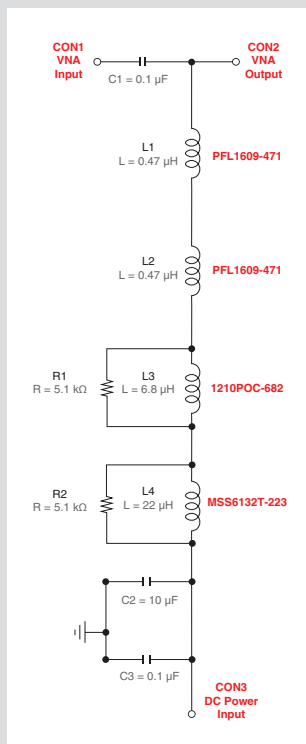 CON1
VNA
Input
CON2
VNA
Output
C1 = 0.1 µF
L1
L = 0.47 µH
PFL1609-471
L2
L = 0.47 µH
PFL1609-471
R1
R = 5.1 kΩ
L3
L = 6.8 µH
1210POC-682
R2
R = 5.1 kΩ
L4
L = 22 µH
MSS6132T-223
C2 = 10 µF
C3 = 0.1 µF
CON3
DC Power
Input